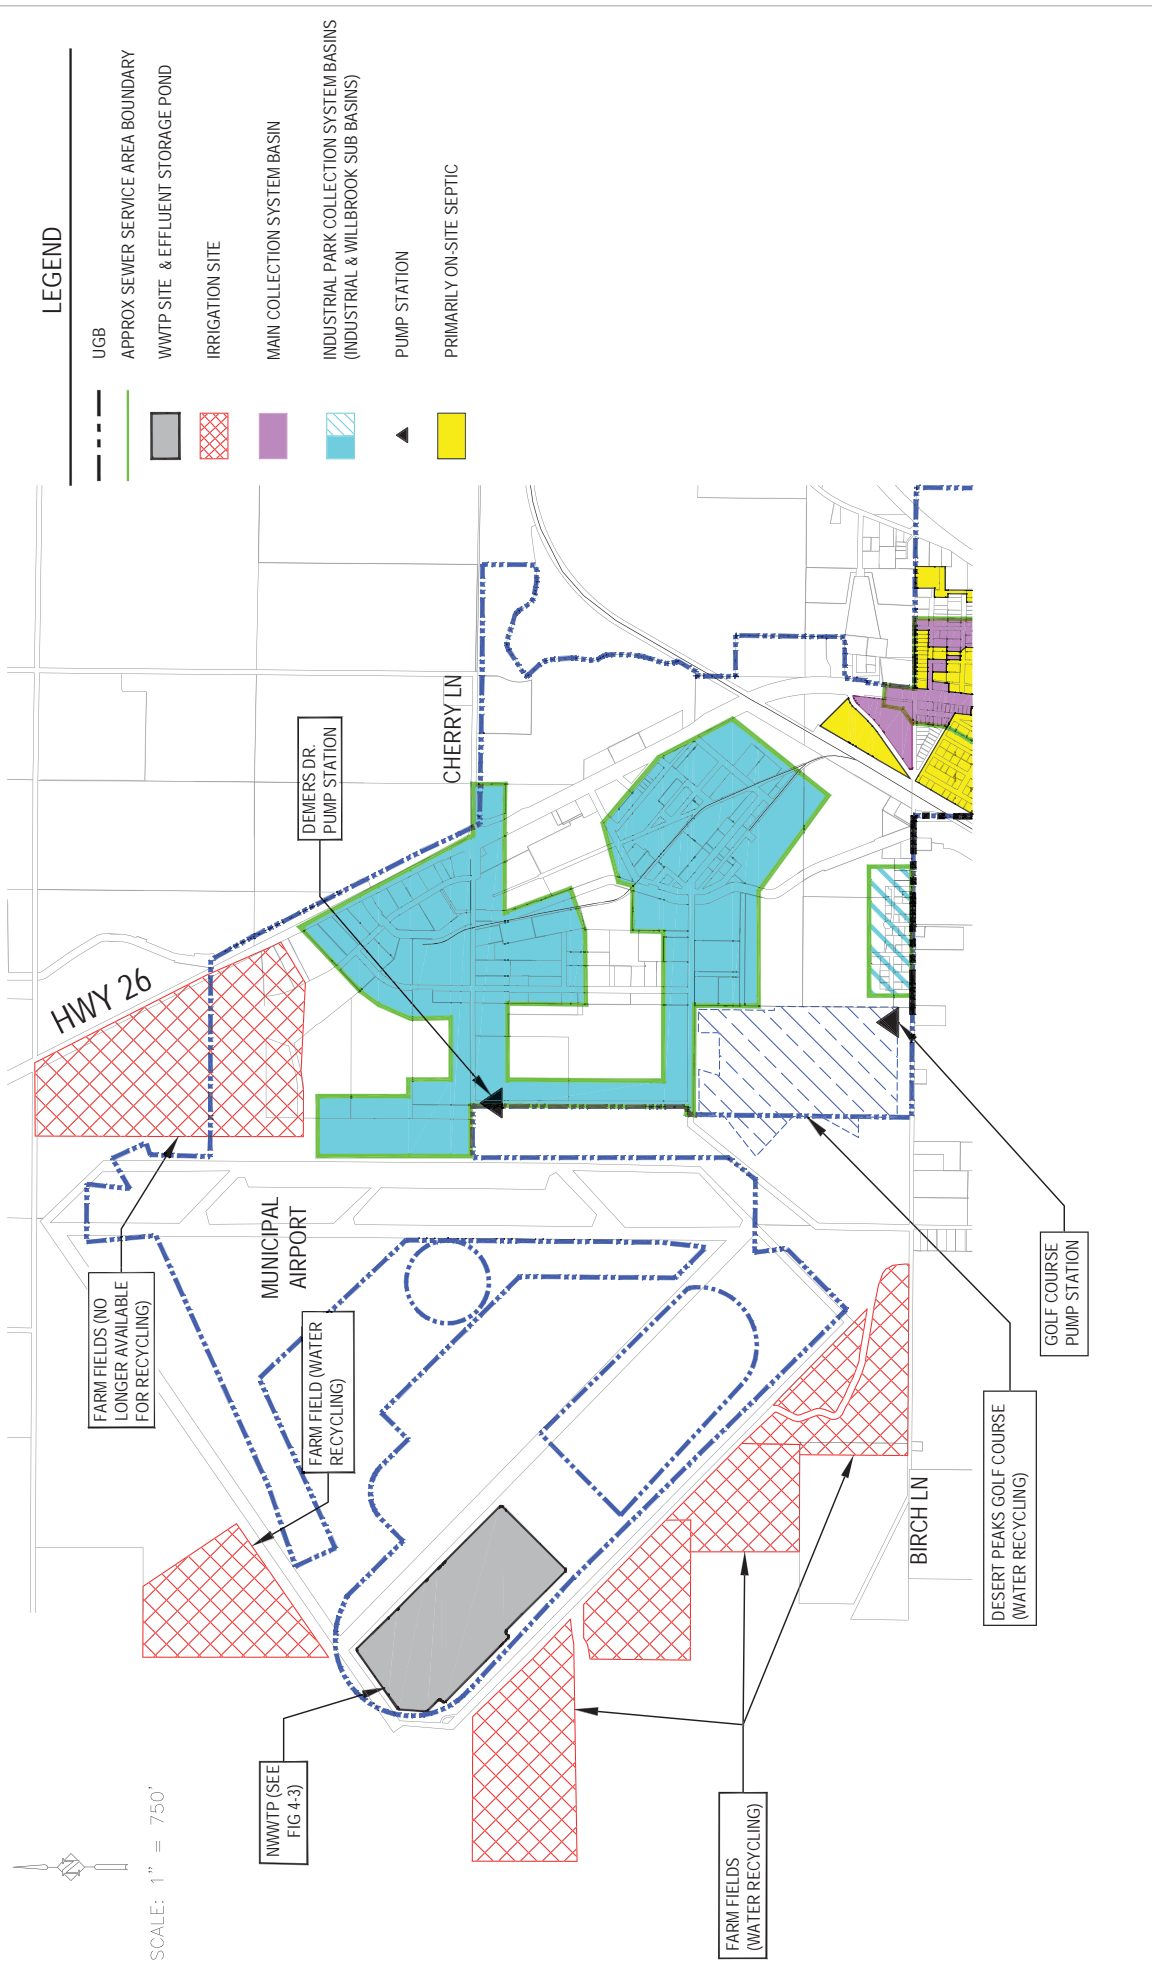 LEGEND
UGB
APPROX SEWER SERVICE AREA BOUNDARY
WWTP SITE & EFFLUENT STORAGE POND
IRRIGATION SITE
MAIN COLLECTION SYSTEM BASIN
INDUSTRIAL PARK COLLECTION SYSTEM BASINS
(INDUSTRIAL & WILLBROOK SUB BASINS)
PUMP STATION
PRIMARILY ON-SITE SEPTIC
N
SCALE: 1" = 750'
NWWTP (SEE
FIG 4-3)
FARM FIELDS (NO
LONGER AVAILABLE
FOR RECYCLING)
FARM FIELD (WATER
RECYCLING)
MUNICIPAL
AIRPORT
HWY 26
DEMERS DR.
PUMP STATION
CHERRY LN
FARM FIELDS
(WATER RECYCLING)
BIRCH LN
DESERT PEAKS GOLF COURSE
(WATER RECYCLING)
GOLF COURSE
PUMP STATION